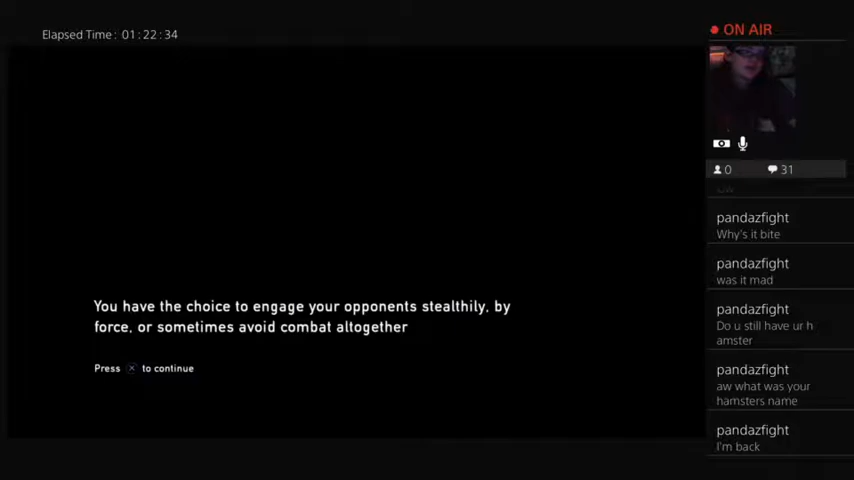 Elapsed Time: 01:22:34
ON AIR
0 31
pandazfight
Why's it bite
pandazfight
was it mad
pandazfight
Do u still have ur h
amster
pandazfight
aw what was your
hamsters name
pandazfight
I'm back
You have the choice to engage your opponents stealthily, by
force, or sometimes avoid combat altogether
Press to continue